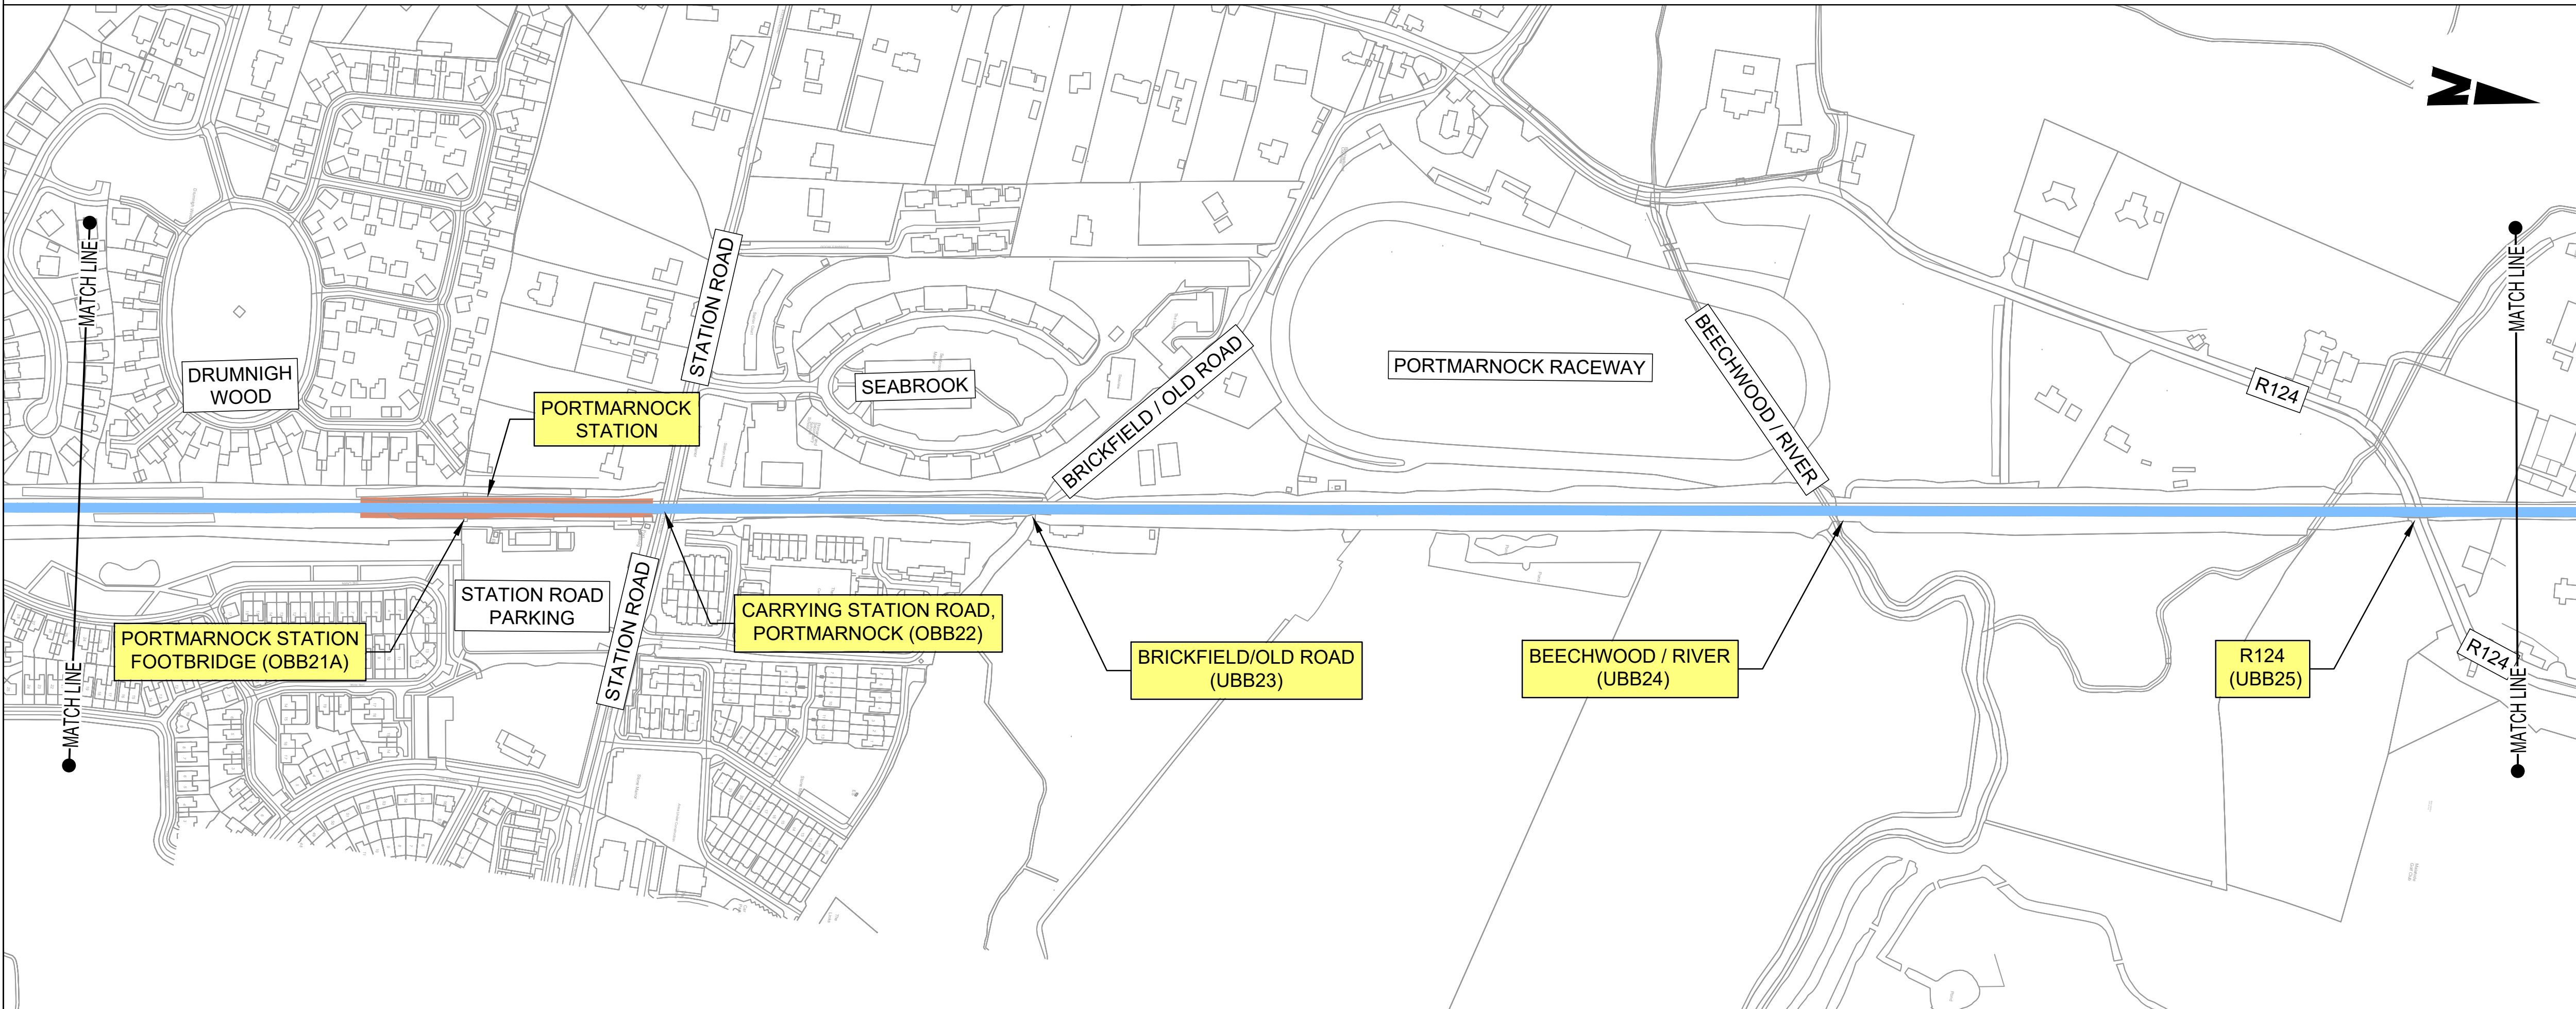 N
STATION ROAD
MATCH LINE
MATCH LINE
DRUMNIGH
WOOD
SEABROOK
BRICKFIELD / OLD ROAD
PORTMARNOCK RACEWAY
BEECHWOOD / RIVER
R124
PORTMARNOCK
STATION
STATION ROAD
PARKING
STATION ROAD
CARRYING STATION ROAD,
PORTMARNOCK (OBB22)
PORTMARNOCK STATION
FOOTBRIDGE (OBB21A)
BRICKFIELD/OLD ROAD
(UBB23)
BEECHWOOD / RIVER
(UBB24)
R124
(UBB25)
R124
MATCH LINE
MATCH LINE